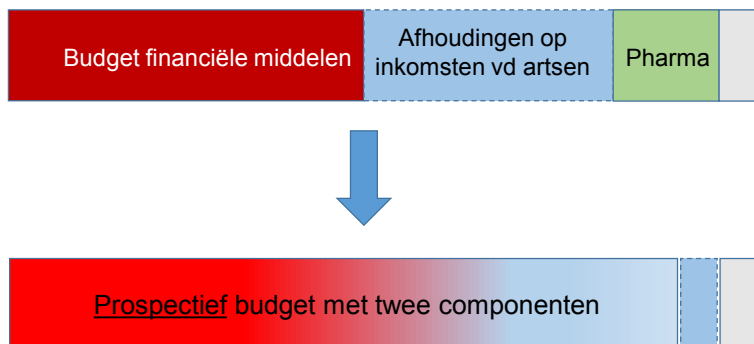 Budget financiële middelen
Afhoudingen op
inkomsten vd artsen
Pharma
Prospectief budget met twee componenten